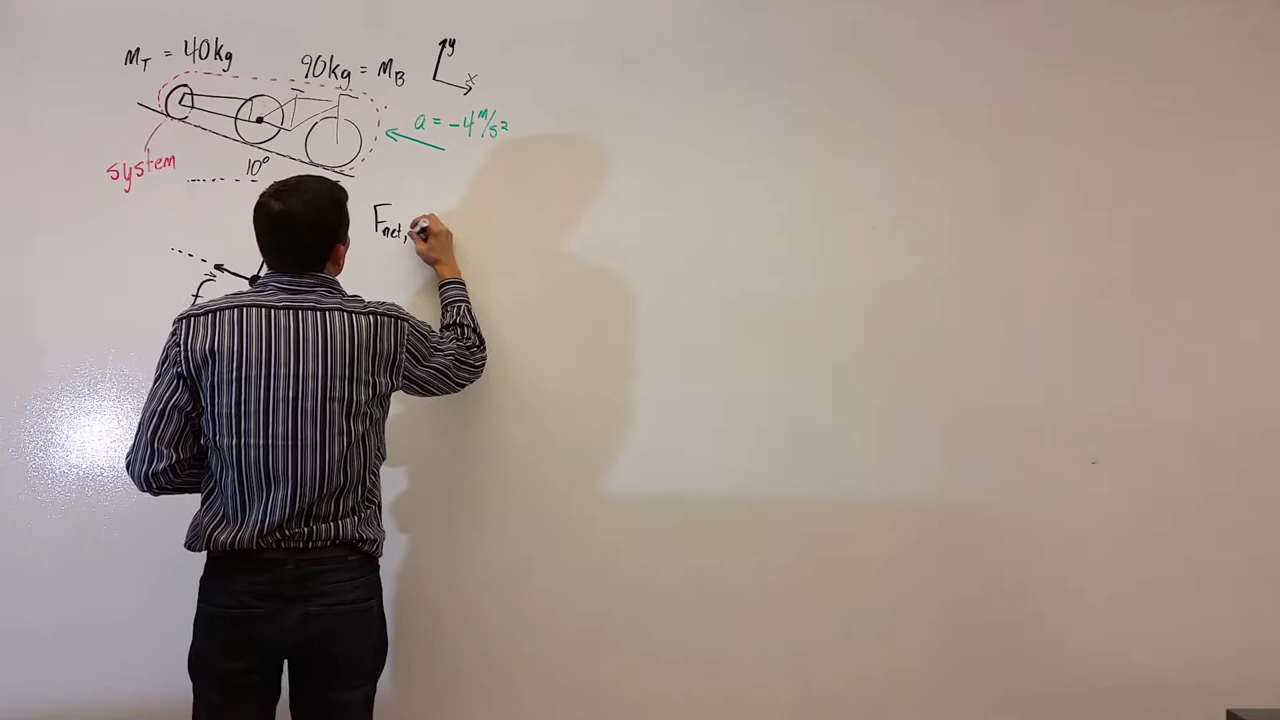 m_T = 40kg
90kg = m_B
y
x
a = -4 m/s²
system
10°
F_net,
f